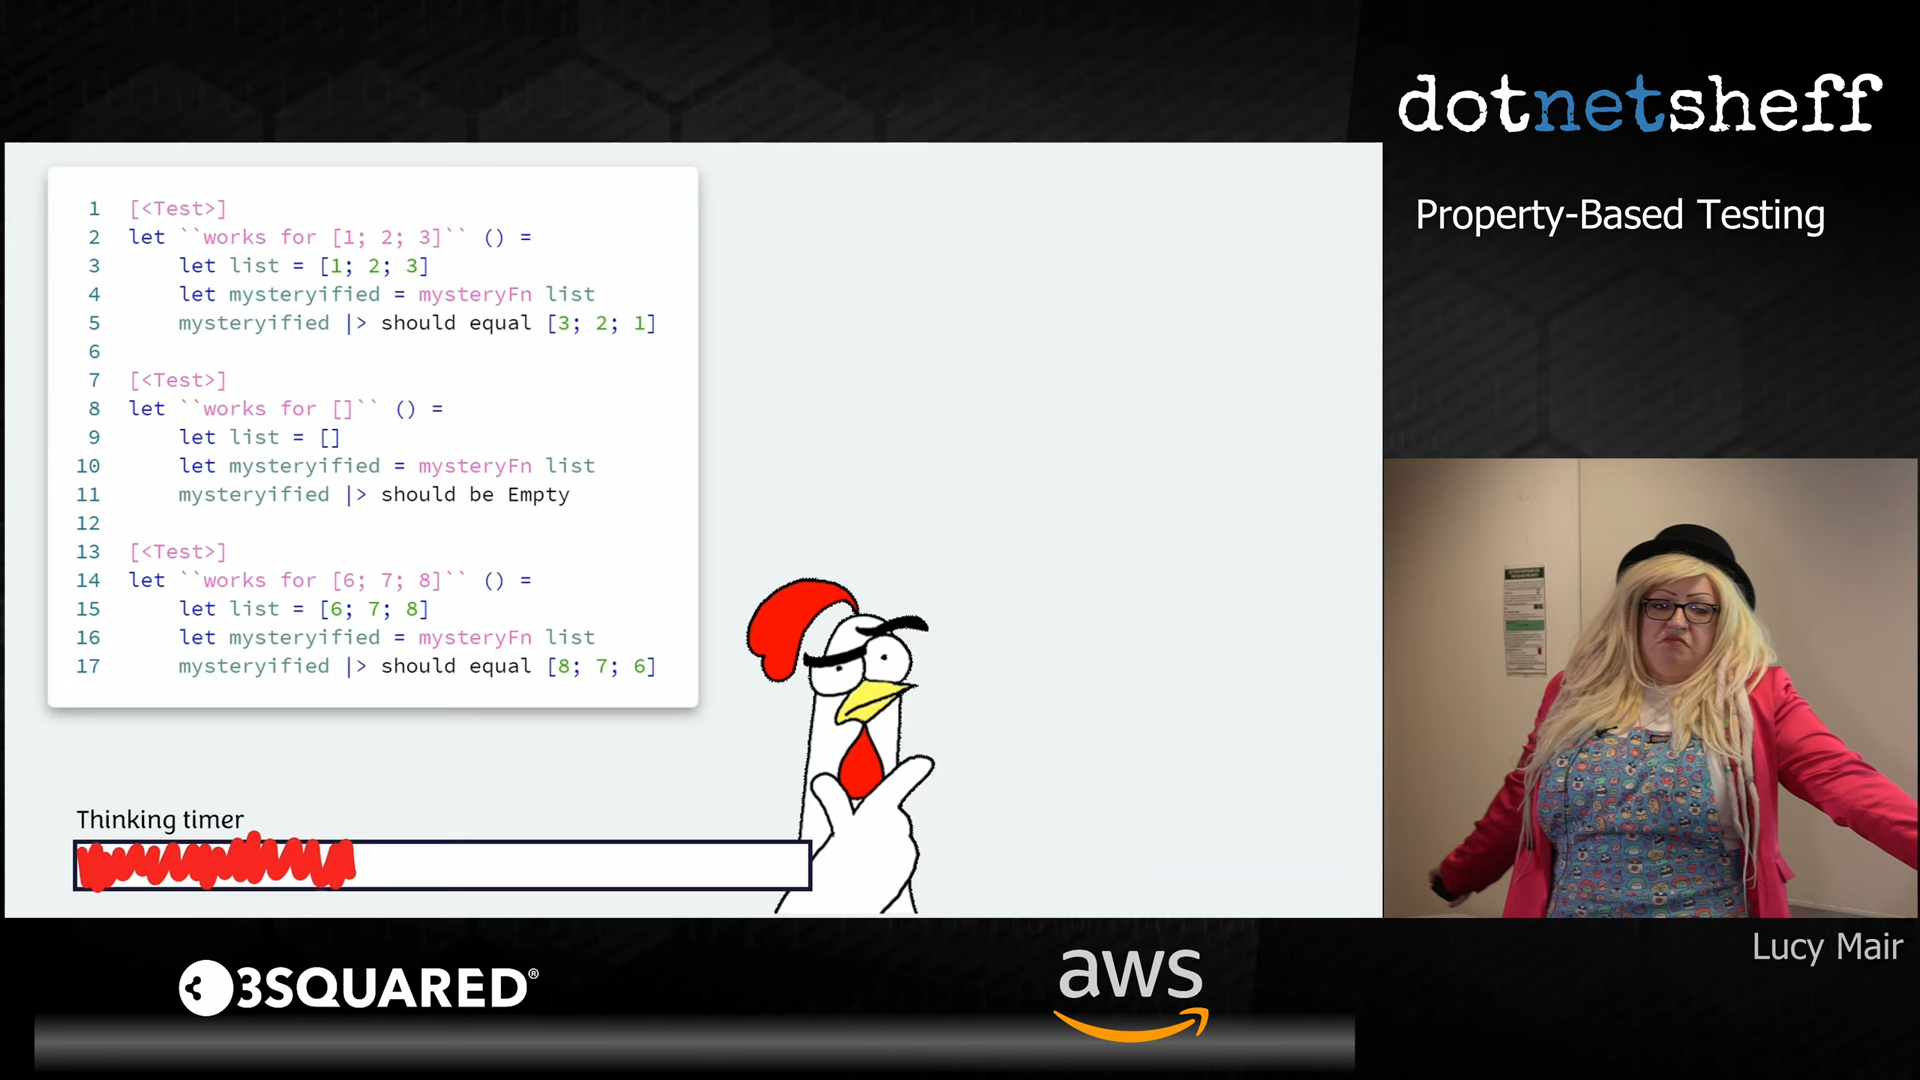 dotnetsheff
Property-Based Testing
1 [<Test>]
2 let ``works for [1; 2; 3]`` () =
3     let list = [1; 2; 3]
4     let mysteryified = mysteryFn list
5     mysteryified |> should equal [3; 2; 1]
6
7 [<Test>]
8 let ``works for []`` () =
9     let list = []
10     let mysteryified = mysteryFn list
11     mysteryified |> should be Empty
12
13 [<Test>]
14 let ``works for [6; 7; 8]`` () =
15     let list = [6; 7; 8]
16     let mysteryified = mysteryFn list
17     mysteryified |> should equal [8; 7; 6]
Thinking timer
Lucy Mair
3SQUARED®
aws